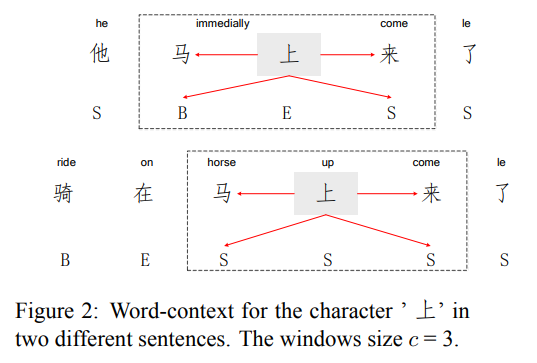 he immedially come le
他 马 上 来 了
S B E S S
ride on horse up come le
骑 在 马 上 来 了
B E S S S S
Figure 2: Word-context for the character ’ 上’ in
two different sentences. The windows size c = 3.